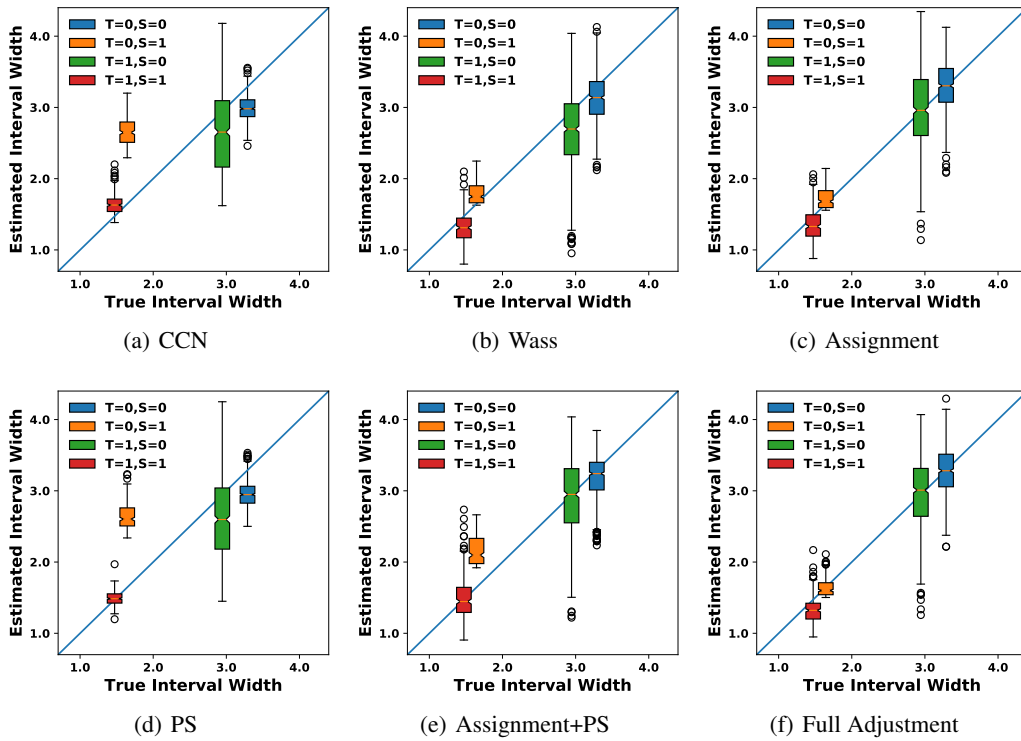 T=0,S=0
T=0,S=1
T=1,S=0
T=1,S=1
Estimated Interval Width
4.0
3.0
2.0
1.0
1.0 2.0 3.0 4.0
True Interval Width
(a) CCN
T=0,S=0
T=0,S=1
T=1,S=0
T=1,S=1
Estimated Interval Width
4.0
3.0
2.0
1.0
1.0 2.0 3.0 4.0
True Interval Width
(b) Wass
T=0,S=0
T=0,S=1
T=1,S=0
T=1,S=1
Estimated Interval Width
4.0
3.0
2.0
1.0
1.0 2.0 3.0 4.0
True Interval Width
(c) Assignment
T=0,S=0
T=0,S=1
T=1,S=0
T=1,S=1
Estimated Interval Width
4.0
3.0
2.0
1.0
1.0 2.0 3.0 4.0
True Interval Width
(d) PS
T=0,S=0
T=0,S=1
T=1,S=0
T=1,S=1
Estimated Interval Width
4.0
3.0
2.0
1.0
1.0 2.0 3.0 4.0
True Interval Width
(e) Assignment+PS
T=0,S=0
T=0,S=1
T=1,S=0
T=1,S=1
Estimated Interval Width
4.0
3.0
2.0
1.0
1.0 2.0 3.0 4.0
True Interval Width
(f) Full Adjustment